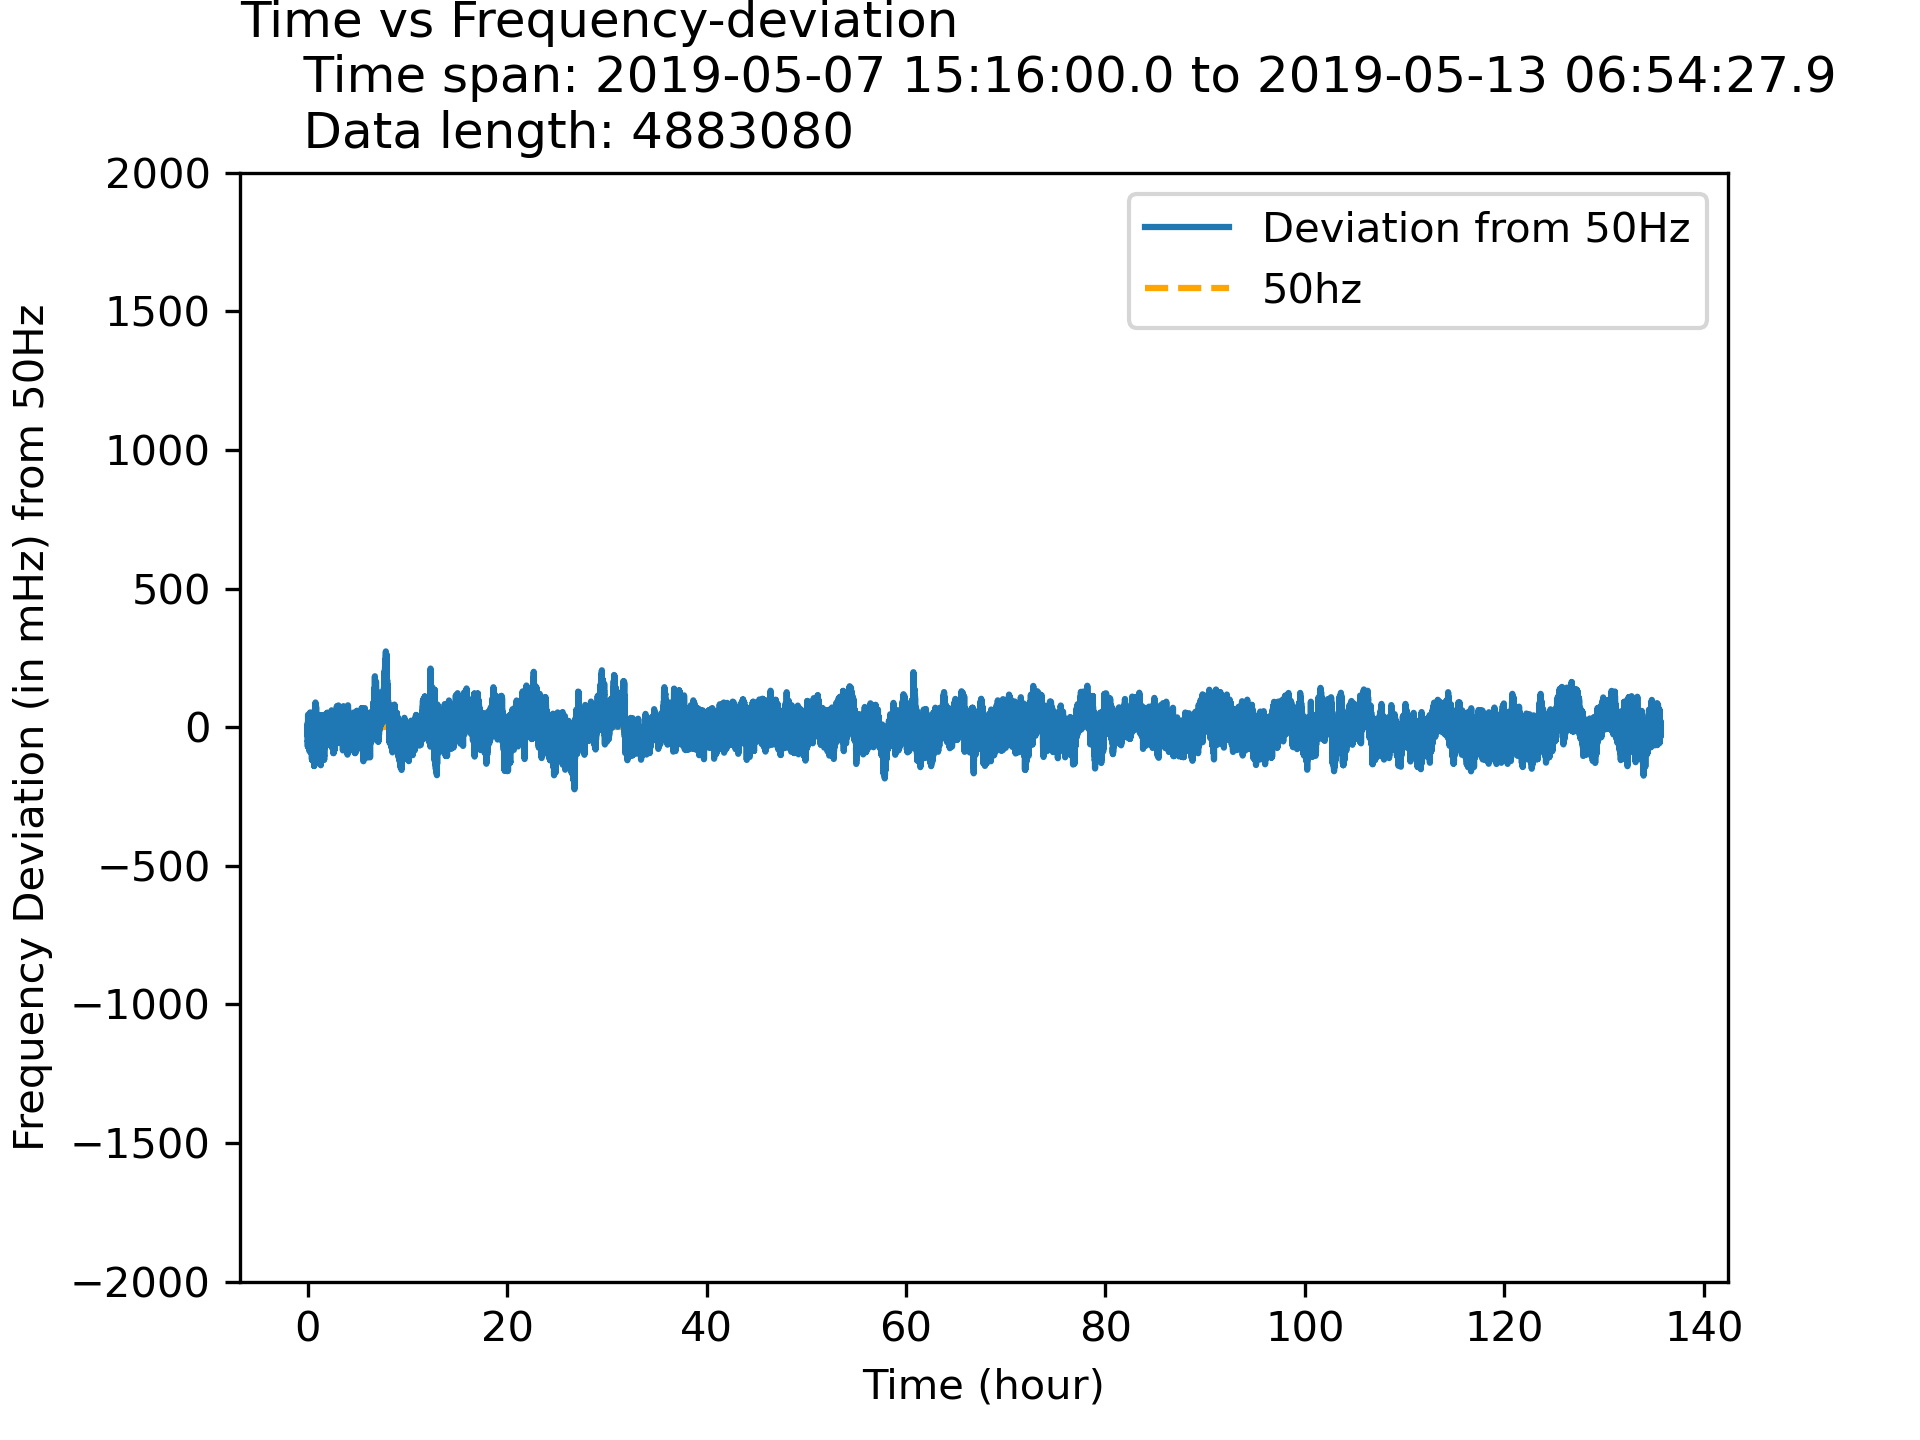 Time vs Frequency-deviation
Time span: 2019-05-07 15:16:00.0 to 2019-05-13 06:54:27.9
Data length: 4883080
Deviation from 50Hz
50hz
Frequency Deviation (in mHz) from 50Hz
2000
1500
1000
500
0
−500
−1000
−1500
−2000
0 20 40 60 80 100 120 140
Time (hour)